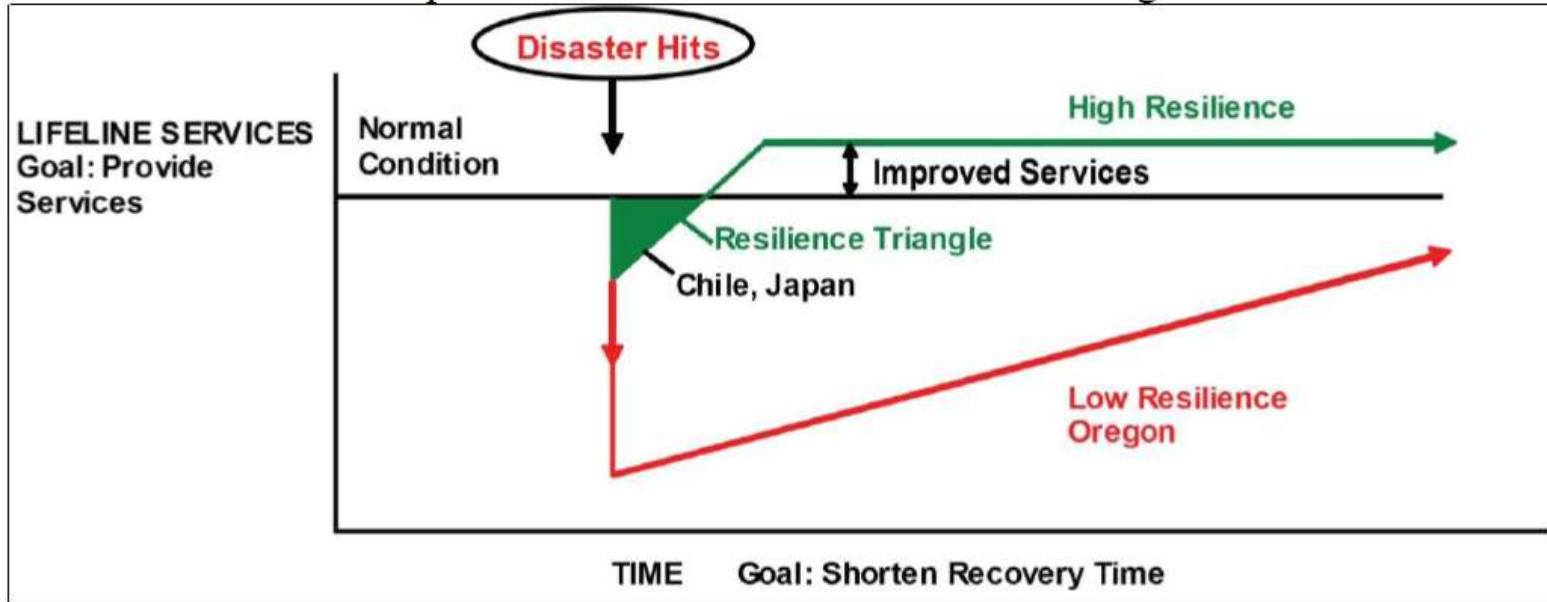 Disaster Hits
LIFELINE SERVICES
Goal: Provide
Services
Normal
Condition
High Resilience
Improved Services
Resilience Triangle
Chile, Japan
Low Resilience
Oregon
TIME Goal: Shorten Recovery Time